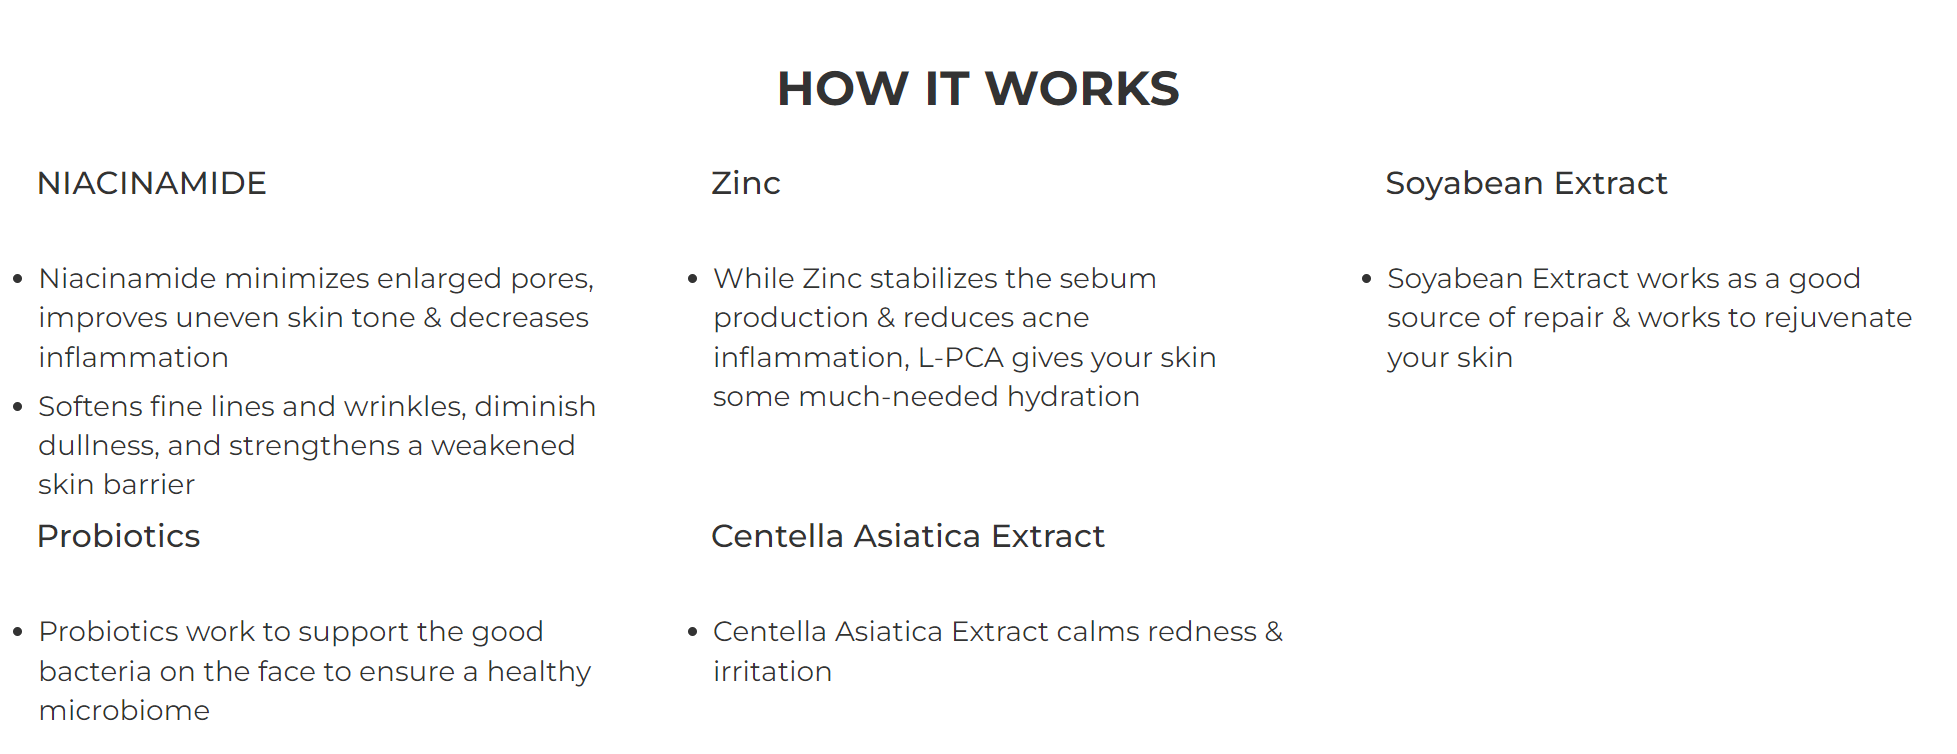 HOW IT WORKS
NIACINAMIDE
• Niacinamide minimizes enlarged pores,
improves uneven skin tone & decreases
inflammation
• Softens fine lines and wrinkles, diminish
dullness, and strengthens a weakened
skin barrier
Zinc
• While Zinc stabilizes the sebum
production & reduces acne
inflammation, L-PCA gives your skin
some much-needed hydration
Soyabean Extract
• Soyabean Extract works as a good
source of repair & works to rejuvenate
your skin
Probiotics
• Probiotics work to support the good
bacteria on the face to ensure a healthy
microbiome
Centella Asiatica Extract
• Centella Asiatica Extract calms redness &
irritation